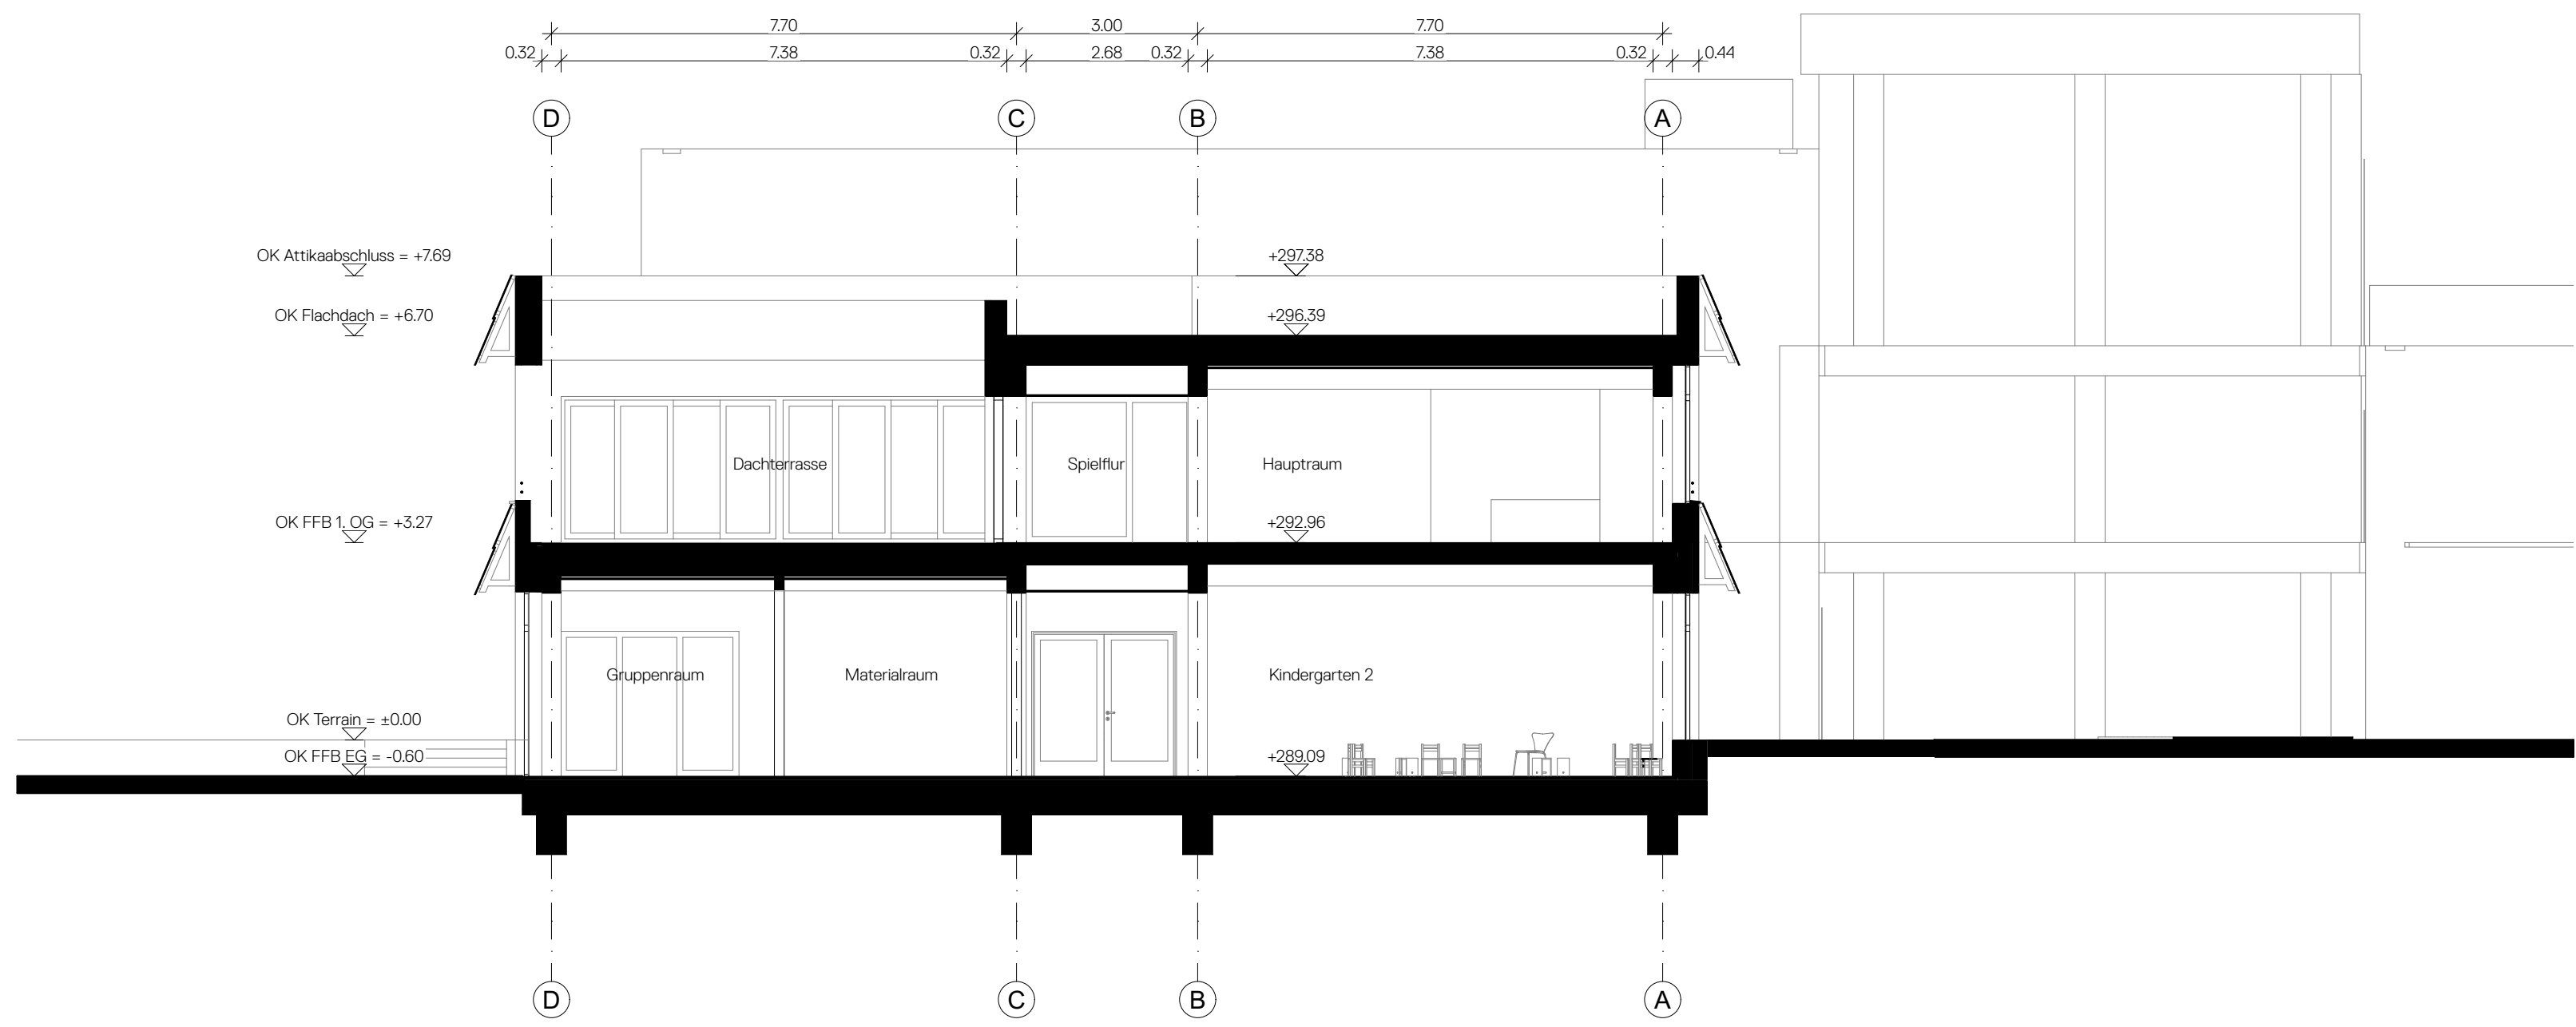 7.70 3.00 7.70
0.32 7.38 0.32 2.68 0.32 7.38 0.32 0.44
D C B A
OK Attikaabschluss = +7.69 +297.38
OK Flachdach = +6.70 +296.39
Dachterrasse Spielflur Hauptraum
OK FFB 1. OG = +3.27 +292.96
Gruppenraum Materialraum Kindergarten 2
OK Terrain = ±0.00
OK FFB EG = -0.60 +289.09
D C B A